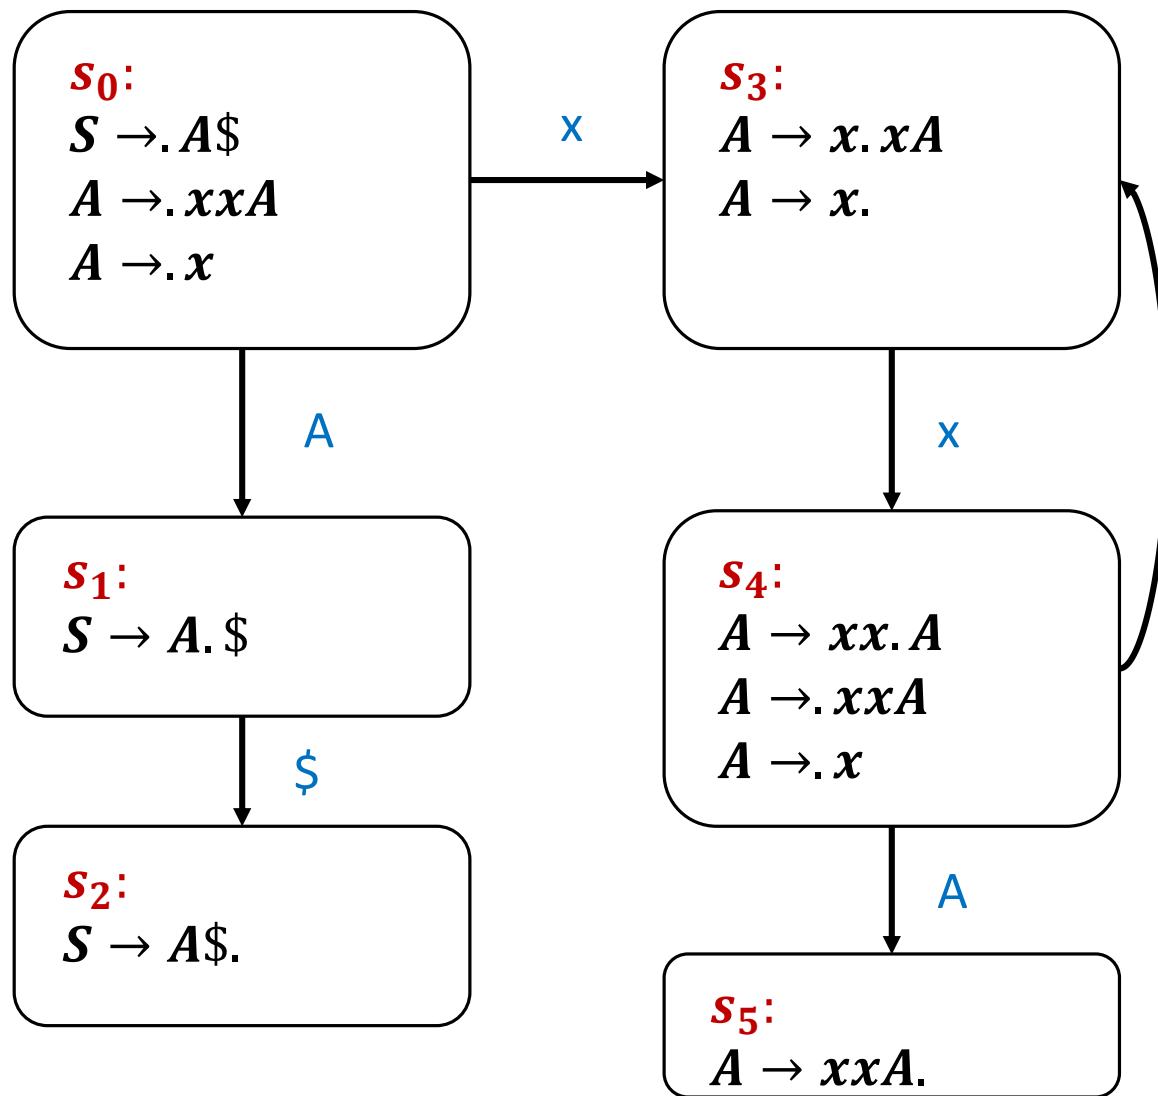 s₀:
S →. A$
A →. xxA
A →. x
x
s₃:
A → x. xA
A → x.
A
x
s₁:
S → A. $
s₄:
A → xx. A
A →. xxA
A →. x
$
s₂:
S → A$.
A
s₅:
A → xxA.